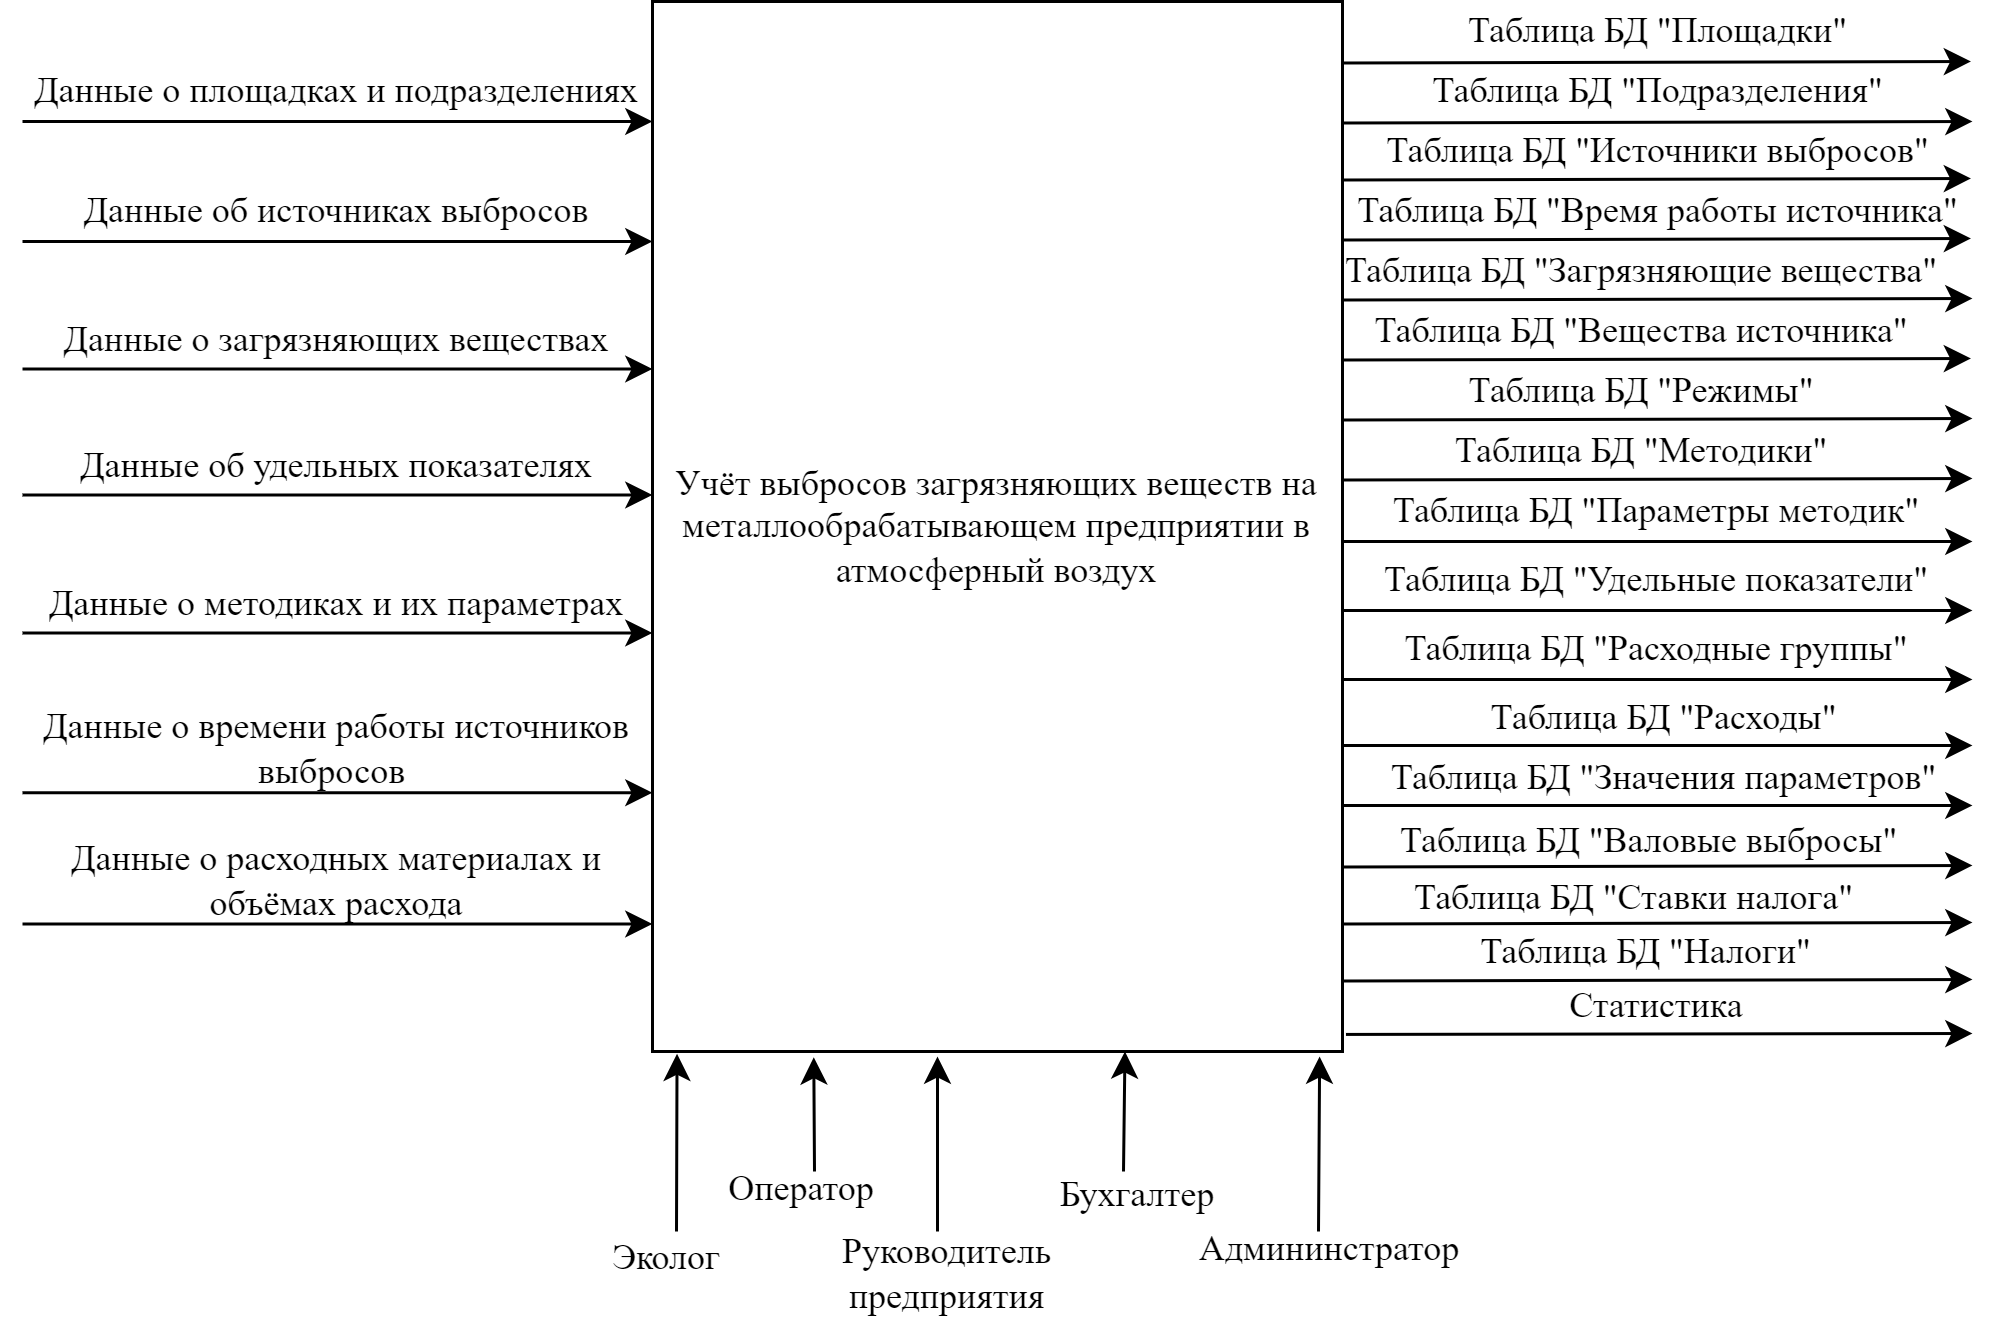 Данные о площадках и подразделениях
Данные об источниках выбросов
Данные о загрязняющих веществах
Данные об удельных показателях
Данные о методиках и их параметрах
Данные о времени работы источников
выбросов
Данные о расходных материалах и
объёмах расхода
Учёт выбросов загрязняющих веществ на
металлообрабатывающем предприятии в
атмосферный воздух
Таблица БД "Площадки"
Таблица БД "Подразделения"
Таблица БД "Источники выбросов"
Таблица БД "Время работы источника"
Таблица БД "Загрязняющие вещества"
Таблица БД "Вещества источника"
Таблица БД "Режимы"
Таблица БД "Методики"
Таблица БД "Параметры методик"
Таблица БД "Удельные показатели"
Таблица БД "Расходные группы"
Таблица БД "Расходы"
Таблица БД "Значения параметров"
Таблица БД "Валовые выбросы"
Таблица БД "Ставки налога"
Таблица БД "Налоги"
Статистика
Эколог
Оператор
Руководитель
предприятия
Бухгалтер
Админинстратор